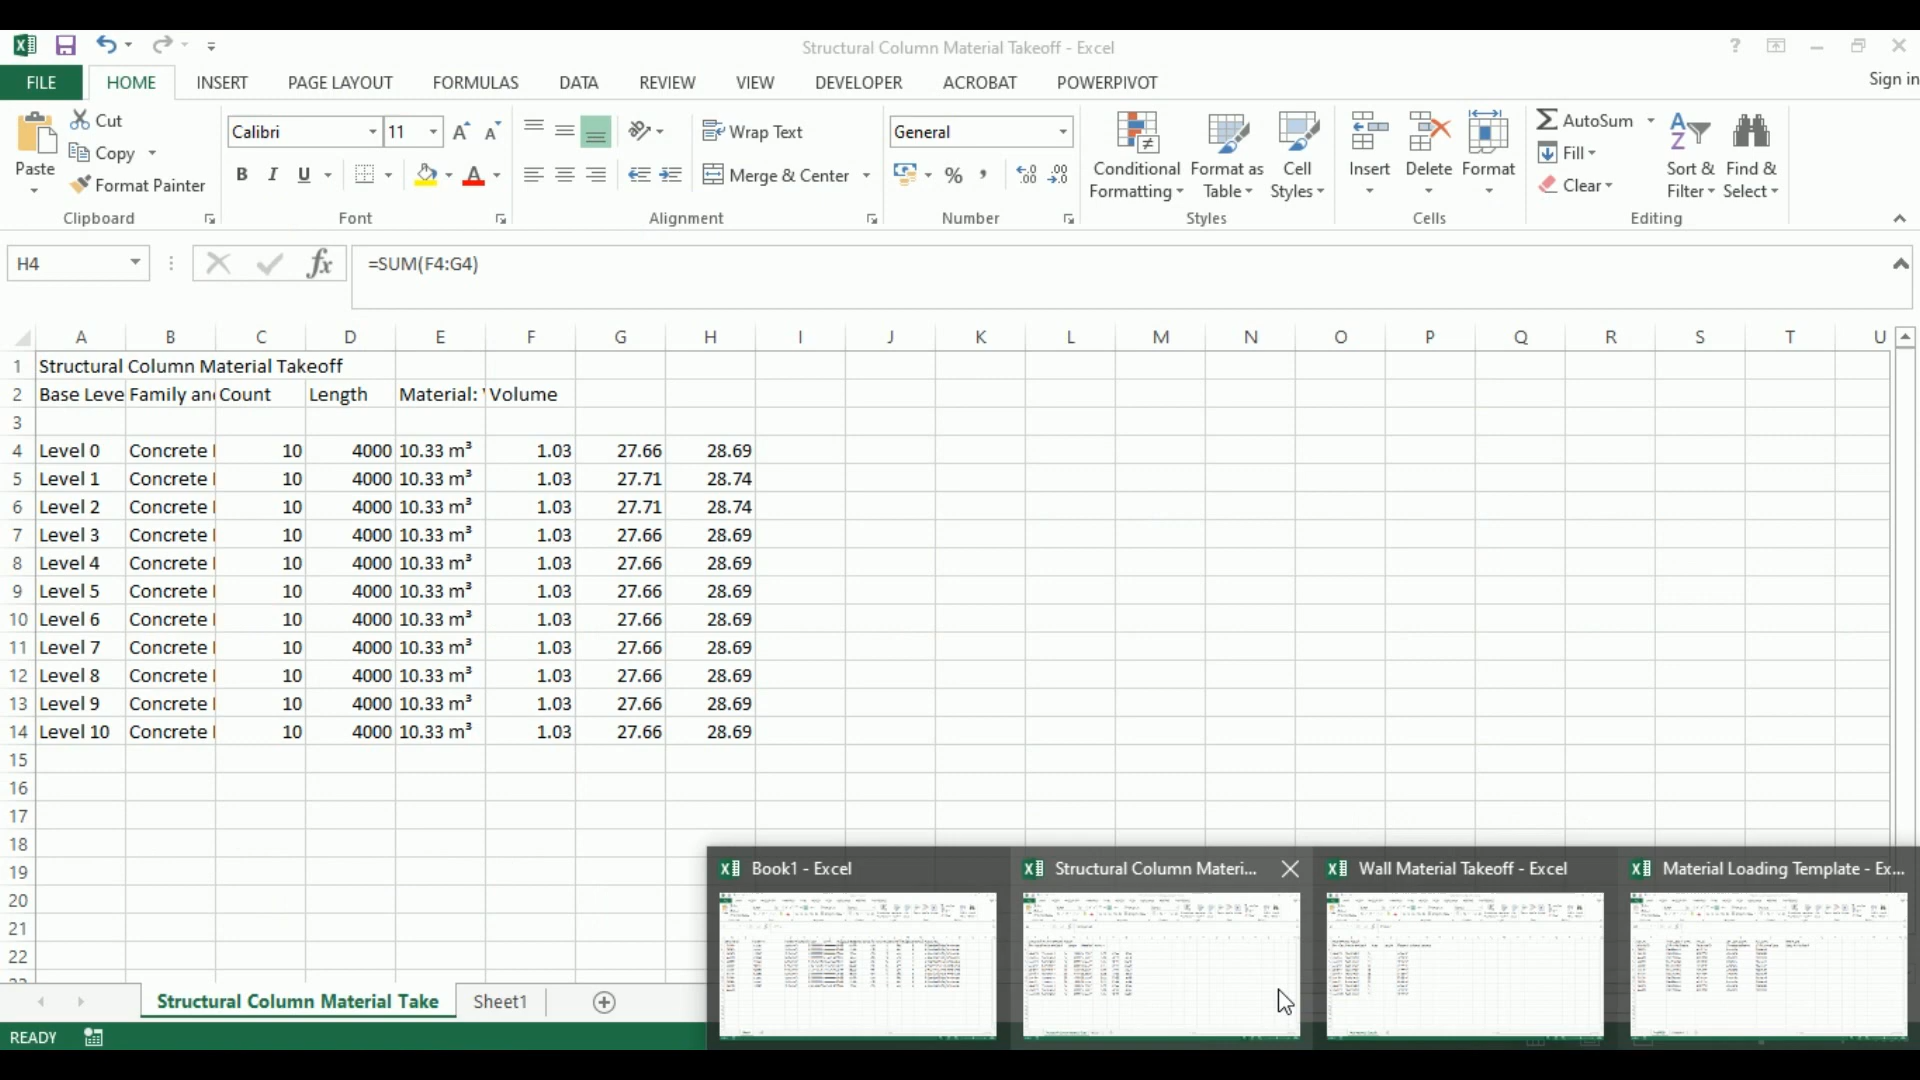 Structural Column Material Takeoff - Excel
FILE HOME INSERT PAGE LAYOUT FORMULAS DATA REVIEW VIEW DEVELOPER ACROBAT POWERPIVOT Sign in
Paste
Cut
Copy
Format Painter
Clipboard
Calibri 11
B I U
Font
Wrap Text
Merge & Center
Alignment
General
%
Number
Conditional Formatting
Format as Table
Cell Styles
Styles
Insert Delete Format
Cells
AutoSum
Fill
Clear
Sort & Filter
Find & Select
Editing
H4 fx =SUM(F4:G4)
A B C D E F G H I J K L M N O P Q R S T U
1 Structural Column Material Takeoff
2 Base Leve Family an Count Length Material: Volume
3
4 Level 0 Concrete 10 4000 10.33 m³ 1.03 27.66 28.69
5 Level 1 Concrete 10 4000 10.33 m³ 1.03 27.71 28.74
6 Level 2 Concrete 10 4000 10.33 m³ 1.03 27.71 28.74
7 Level 3 Concrete 10 4000 10.33 m³ 1.03 27.66 28.69
8 Level 4 Concrete 10 4000 10.33 m³ 1.03 27.66 28.69
9 Level 5 Concrete 10 4000 10.33 m³ 1.03 27.66 28.69
10 Level 6 Concrete 10 4000 10.33 m³ 1.03 27.66 28.69
11 Level 7 Concrete 10 4000 10.33 m³ 1.03 27.66 28.69
12 Level 8 Concrete 10 4000 10.33 m³ 1.03 27.66 28.69
13 Level 9 Concrete 10 4000 10.33 m³ 1.03 27.66 28.69
14 Level 10 Concrete 10 4000 10.33 m³ 1.03 27.66 28.69
15
16
17
18
19
20
21
22
Book1 - Excel
Structural Column Materi...
Wall Material Takeoff - Excel
Material Loading Template - Ex...
Structural Column Material Take Sheet1
READY